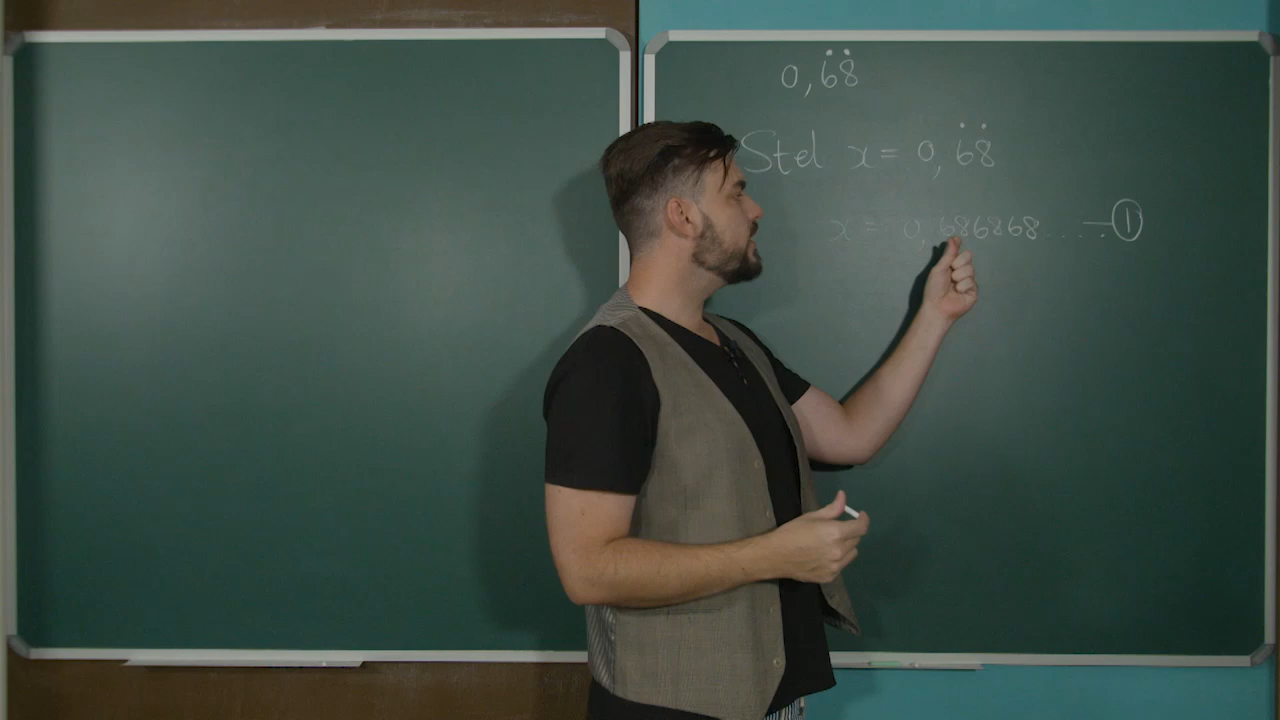 0,6̇8̇
Stel x = 0,6̇8̇
x = 0,686868 .... —①